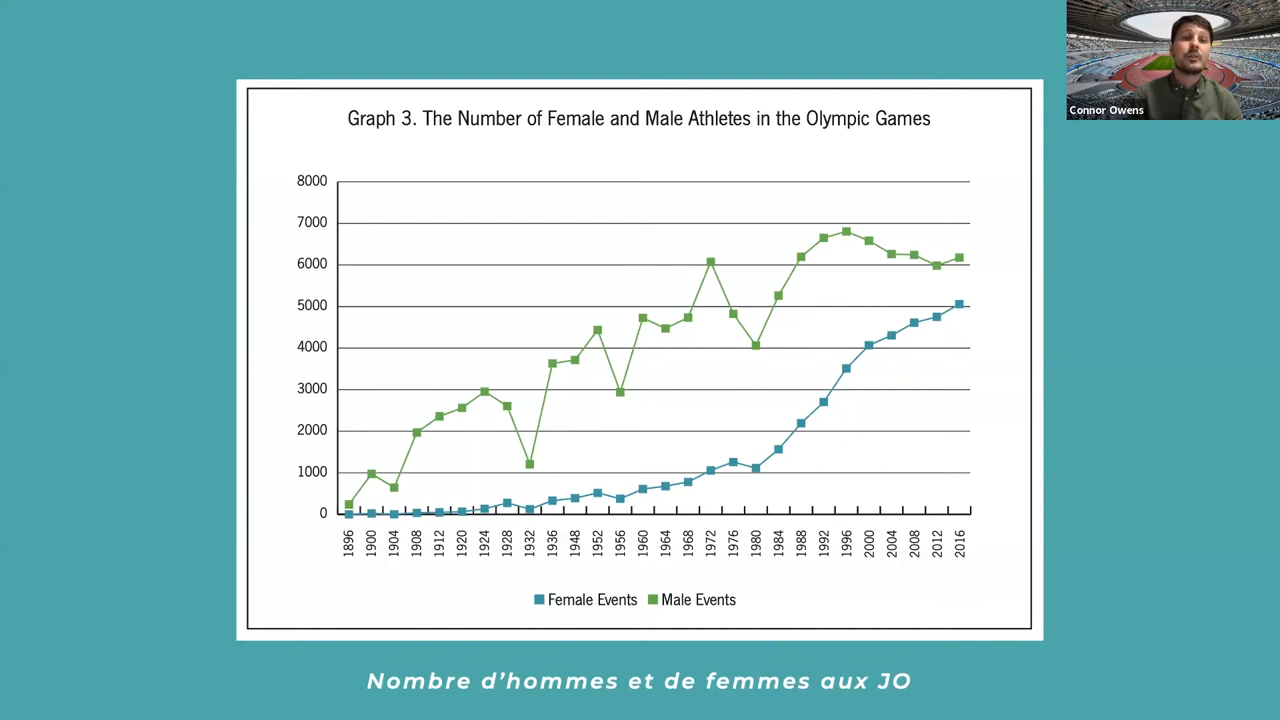 Connor Owens
Graph 3. The Number of Female and Male Athletes in the Olympic Games
8000
7000
6000
5000
4000
3000
2000
1000
0
1896 1900 1904 1908 1912 1920 1924 1928 1932 1936 1948 1952 1956 1960 1964 1968 1972 1976 1980 1984 1988 1992 1996 2000 2004 2008 2012 2016
Female Events Male Events
Nombre d’hommes et de femmes aux JO